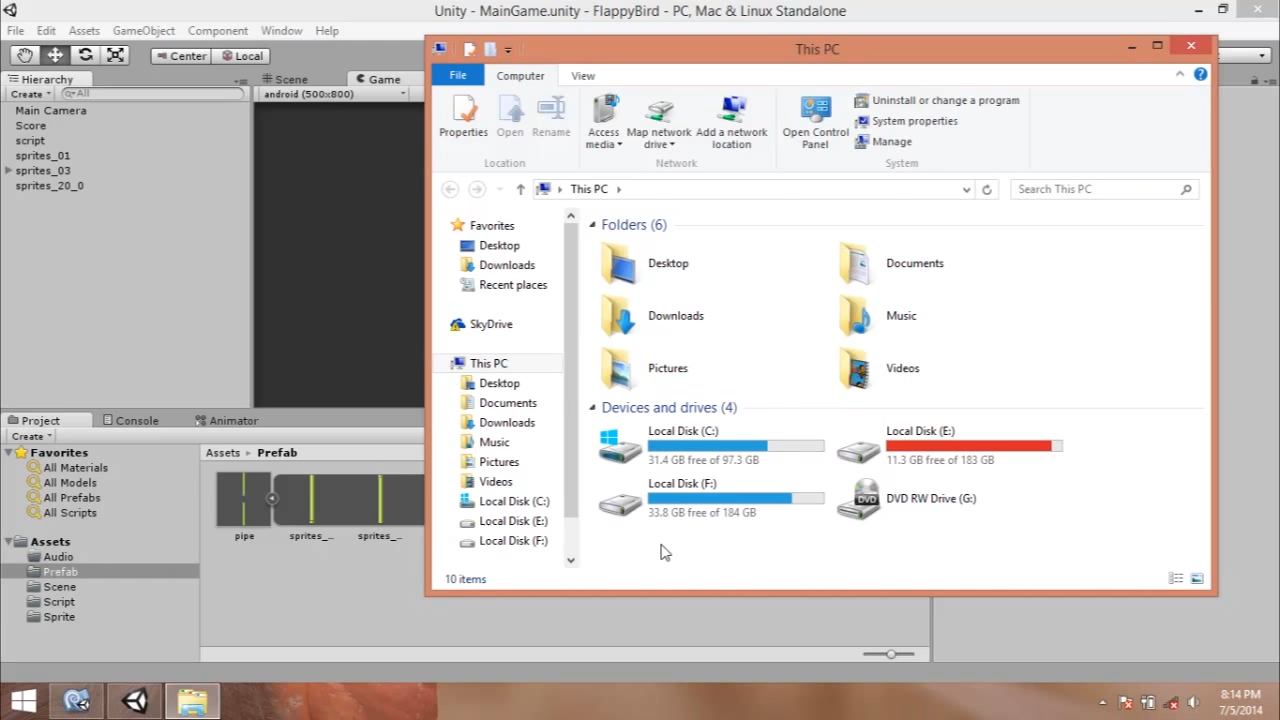 Unity - MainGame.unity - FlappyBird - PC, Mac & Linux Standalone
File Edit Assets GameObject Component Window Help
Center Local
Hierarchy
Create All
Main Camera
Score
script
sprites_01
sprites_03
sprites_20_0
Scene Game
android (500x800)
This PC
File Computer View
Properties Open Rename
Location
Access media
Map network drive
Add a network location
Network
Open Control Panel
Uninstall or change a program
System properties
Manage
System
This PC
Search This PC
Favorites
Desktop
Downloads
Recent places
SkyDrive
This PC
Desktop
Documents
Downloads
Music
Pictures
Videos
Local Disk (C:)
Local Disk (E:)
Local Disk (F:)
Folders (6)
Desktop
Documents
Downloads
Music
Pictures
Videos
Devices and drives (4)
Local Disk (C:)
31.4 GB free of 97.3 GB
Local Disk (E:)
11.3 GB free of 183 GB
Local Disk (F:)
33.8 GB free of 184 GB
DVD
DVD RW Drive (G:)
10 items
Project Console Animator
Create
Favorites
All Materials
All Models
All Prefabs
All Scripts
Assets
Audio
Prefab
Scene
Script
Sprite
Assets Prefab
pipe sprites_... sprites_...
8:14 PM
7/5/2014